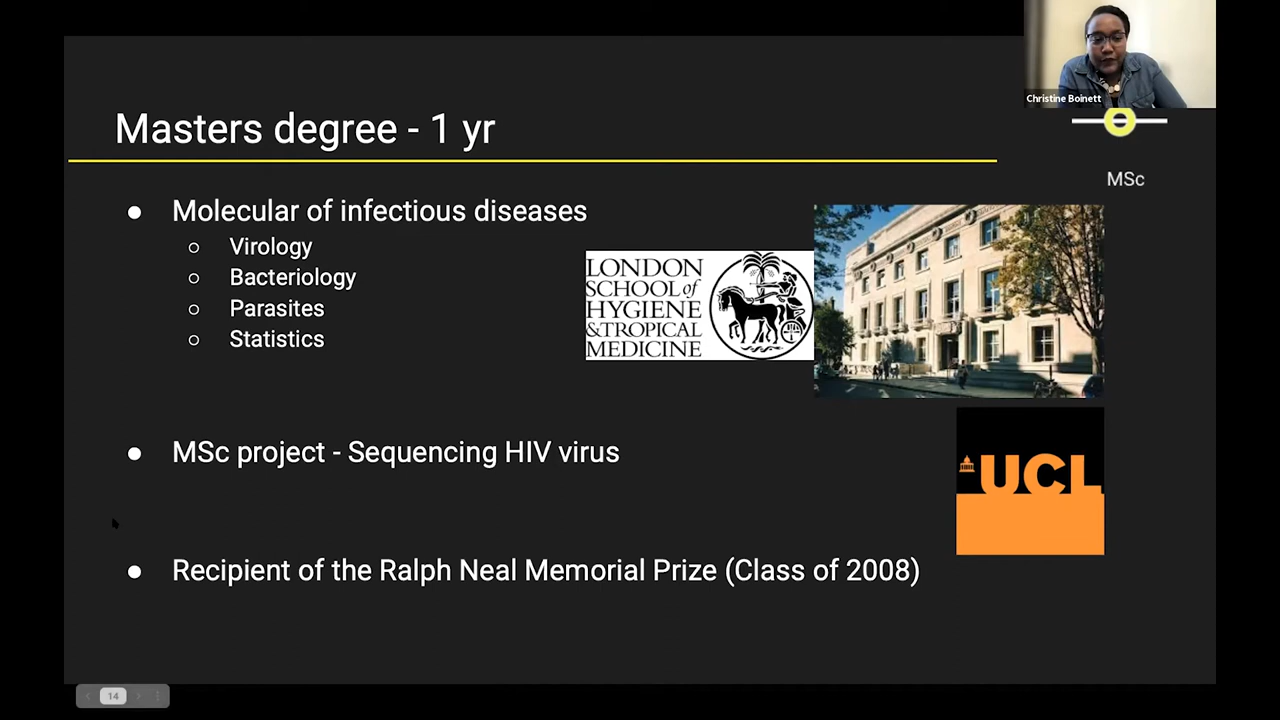 Christine Boinett
Masters degree - 1 yr
MSc
Molecular of infectious diseases
Virology
Bacteriology
Parasites
Statistics
LONDON
SCHOOL of
HYGIENE
& TROPICAL
MEDICINE
MSc project - Sequencing HIV virus
UCL
Recipient of the Ralph Neal Memorial Prize (Class of 2008)
14